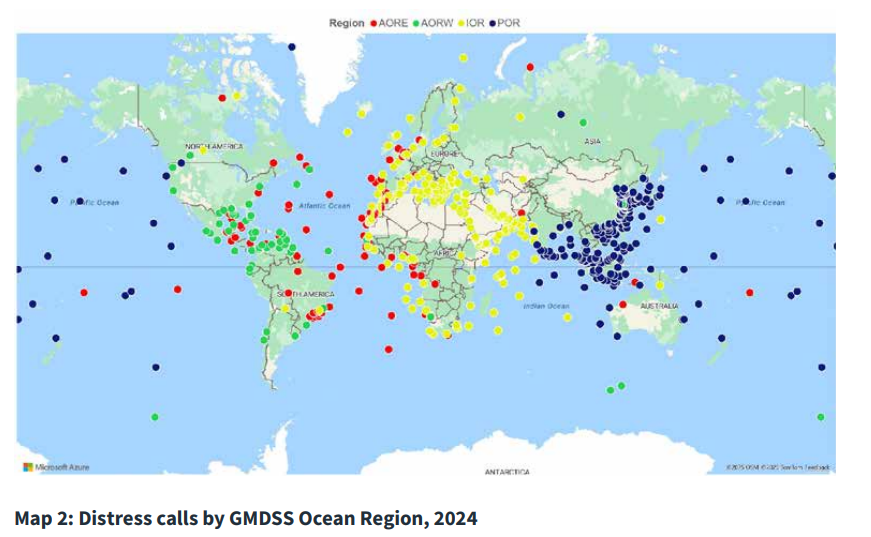 Region AORE AORW IOR POR
NORTH AMERICA
EUROPE
ASIA
Pacific Ocean
Atlantic Ocean
Pacific Ocean
AFRICA
SOUTH AMERICA
Indian Ocean
AUSTRALIA
Microsoft Azure
ANTARCTICA
Map 2: Distress calls by GMDSS Ocean Region, 2024